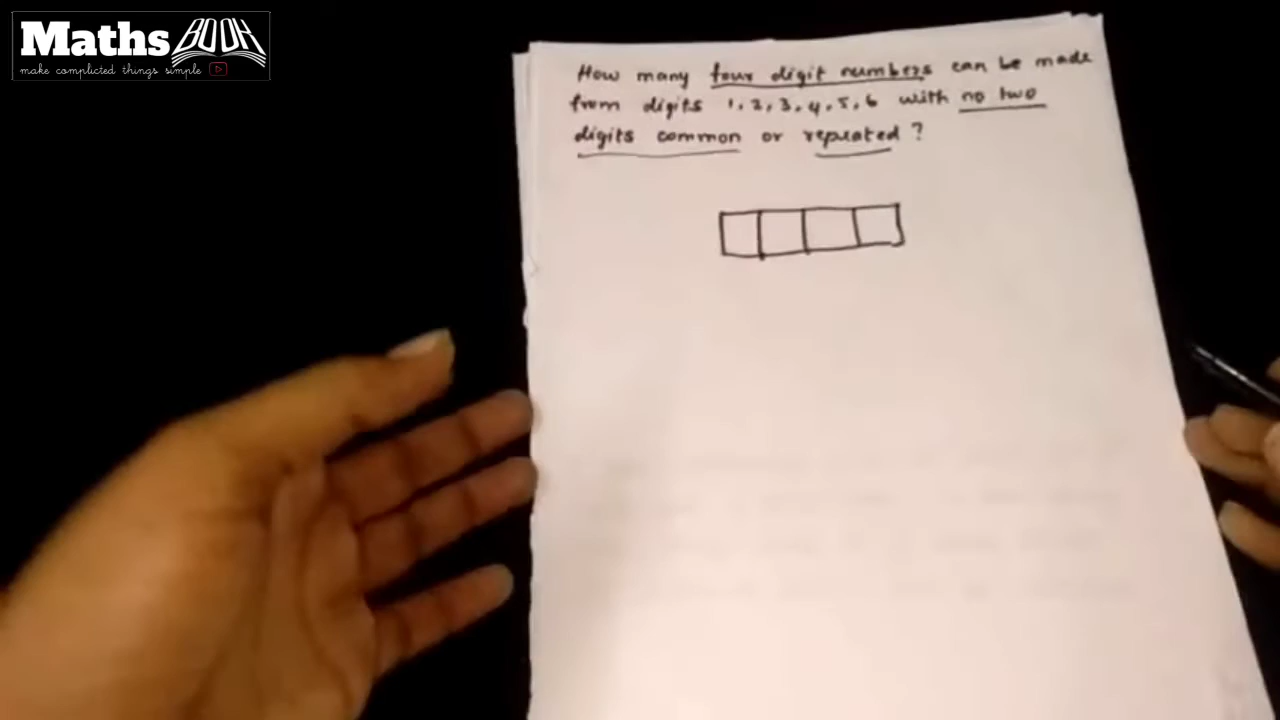 Maths BOOK
make complicted things simple
How many four digit numbers can be made
from digits 1, 2, 3, 4, 5, 6 with no two
digits common or repeated ?